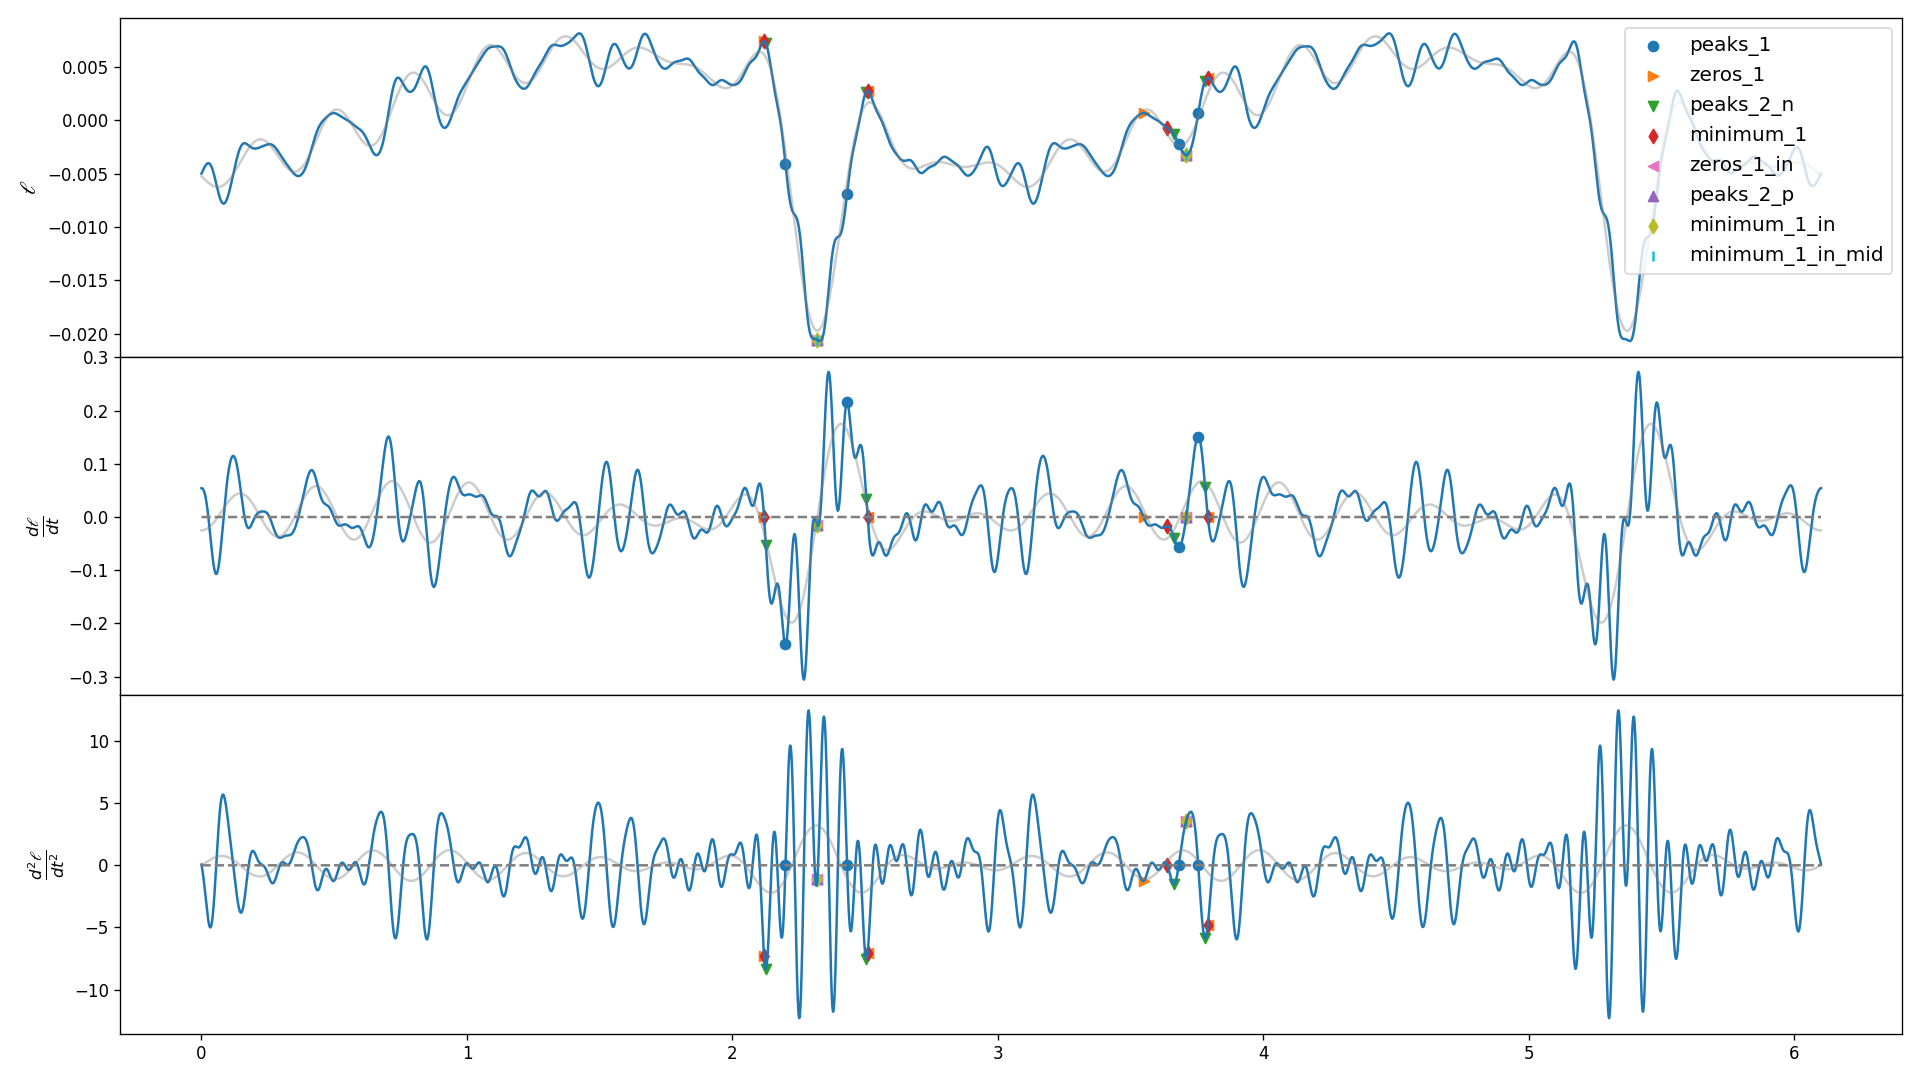 0.005
0.000
−0.005
−0.010
−0.015
−0.020
ℓ
peaks_1
zeros_1
peaks_2_n
minimum_1
zeros_1_in
peaks_2_p
minimum_1_in
minimum_1_in_mid
0.3
0.2
0.1
0.0
−0.1
−0.2
−0.3
dℓ/dt
10
5
0
−5
−10
d²ℓ/dt²
0 1 2 3 4 5 6